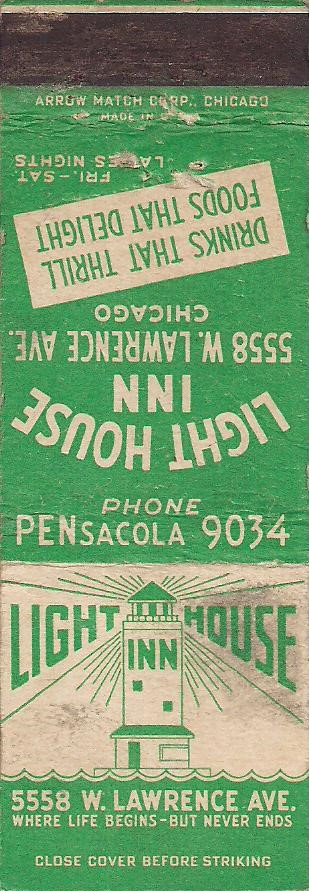 ARROW MATCH CORP., CHICAGO
MADE IN
FRI-SAT.
LADIES NIGHTS
DRINKS THAT THRILL
FOODS THAT DELIGHT
LIGHT HOUSE
INN
5558 W. LAWRENCE AVE.
CHICAGO
PHONE
PENSACOLA 9034
LIGHT HOUSE
INN
5558 W. LAWRENCE AVE.
WHERE LIFE BEGINS-BUT NEVER ENDS
CLOSE COVER BEFORE STRIKING